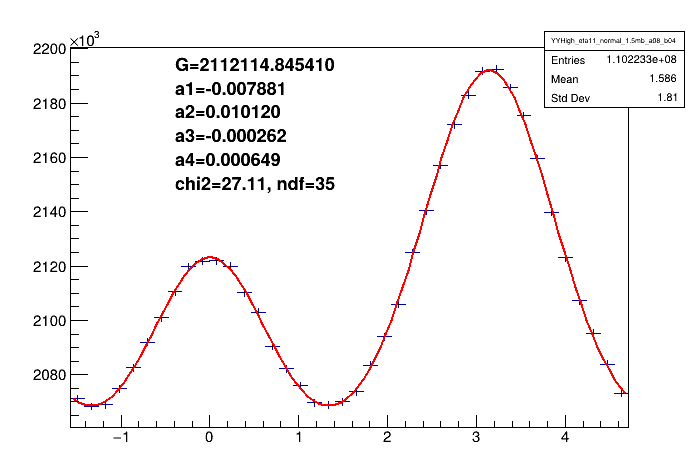 ×10³
2200
2180
2160
2140
2120
2100
2080
−1
0
1
2
3
4
G=2112114.845410
a1=-0.007881
a2=0.010120
a3=-0.000262
a4=0.000649
chi2=27.11, ndf=35
YYHigh_eta11_normal_1.5mb_a08_b04
Entries 1.102233e+08
Mean 1.586
Std Dev 1.81